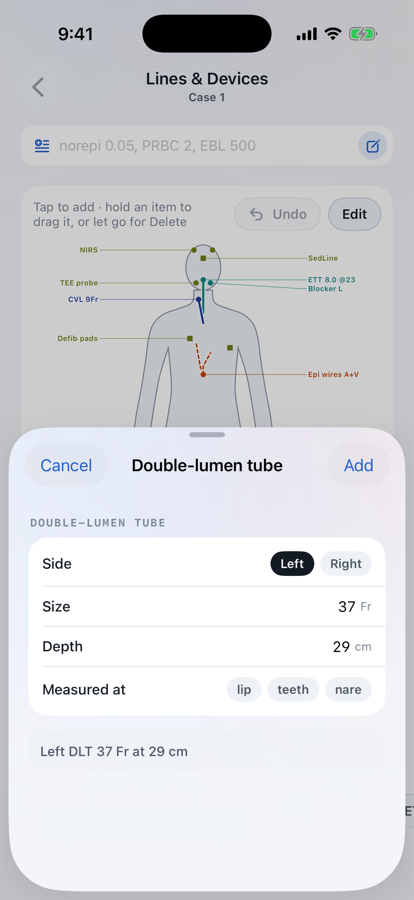 9:41
Lines & Devices
Case 1
norepi 0.05, PRBC 2, EBL 500
Tap to add · hold an item to
drag it, or let go for Delete
Undo
Edit
NIRS
SedLine
TEE probe
ETT 8.0 @23
Blocker L
CVL 9Fr
Defib pads
Epi wires A+V
Cancel
Double-lumen tube
Add
DOUBLE-LUMEN TUBE
Side
Left
Right
Size
37 Fr
Depth
29 cm
Measured at
lip
teeth
nare
Left DLT 37 Fr at 29 cm